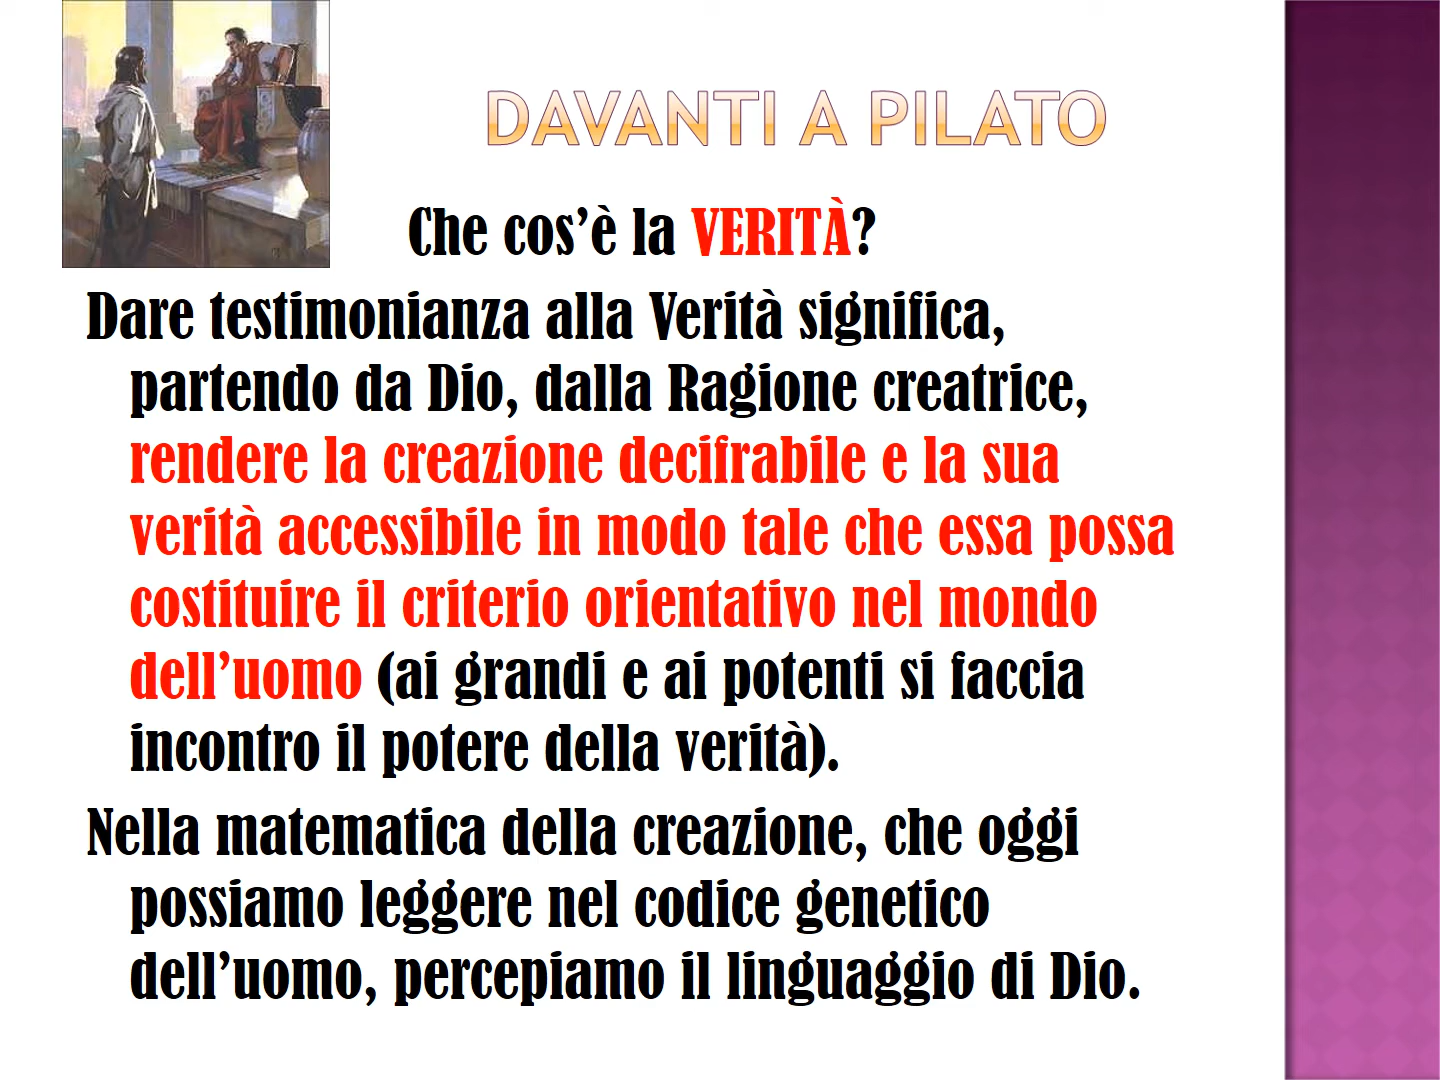 DAVANTI A PILATO
Che cos’è la VERITÀ?
Dare testimonianza alla Verità significa,
partendo da Dio, dalla Ragione creatrice,
rendere la creazione decifrabile e la sua
verità accessibile in modo tale che essa possa
costituire il criterio orientativo nel mondo
dell’uomo (ai grandi e ai potenti si faccia
incontro il potere della verità).
Nella matematica della creazione, che oggi
possiamo leggere nel codice genetico
dell’uomo, percepiamo il linguaggio di Dio.